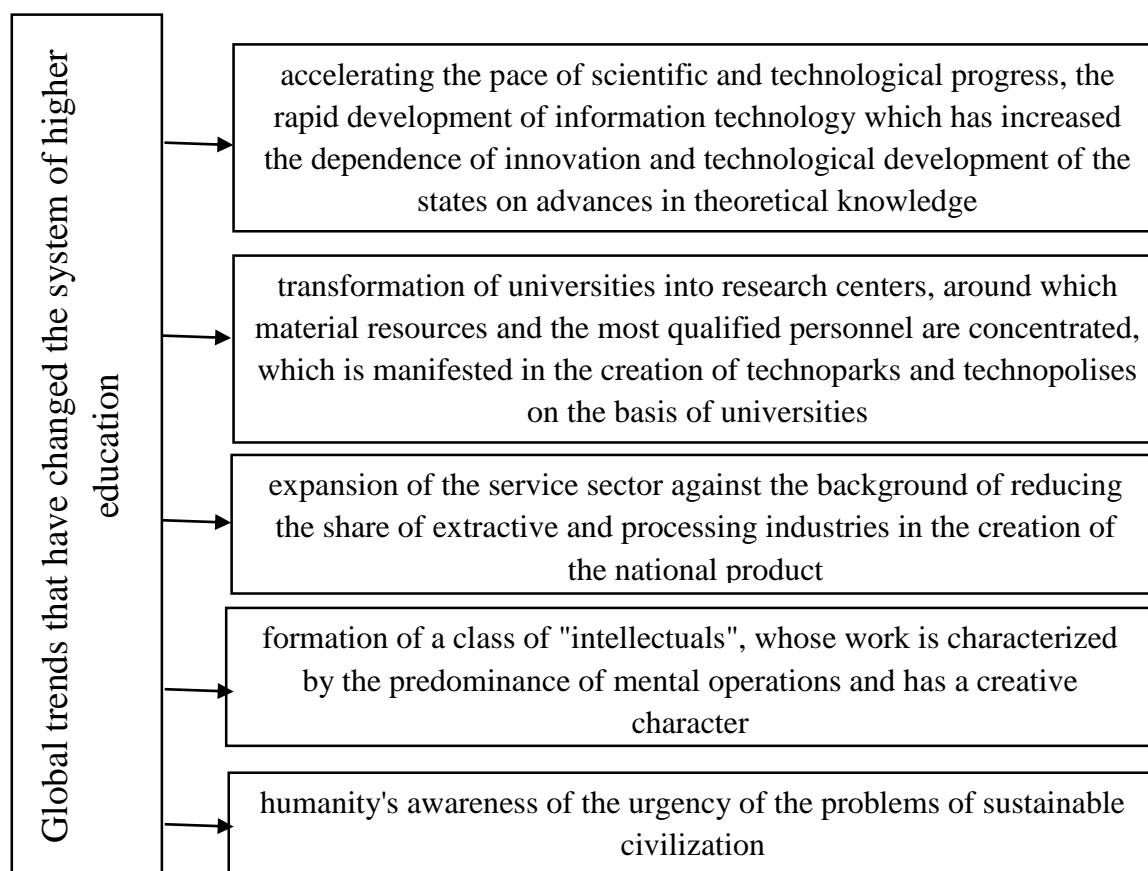 Global trends that have changed the system of higher
education
accelerating the pace of scientific and technological progress, the
rapid development of information technology which has increased
the dependence of innovation and technological development of the
states on advances in theoretical knowledge
transformation of universities into research centers, around which
material resources and the most qualified personnel are concentrated,
which is manifested in the creation of technoparks and technopolises
on the basis of universities
expansion of the service sector against the background of reducing
the share of extractive and processing industries in the creation of
the national product
formation of a class of "intellectuals", whose work is characterized
by the predominance of mental operations and has a creative
character
humanity's awareness of the urgency of the problems of sustainable
civilization